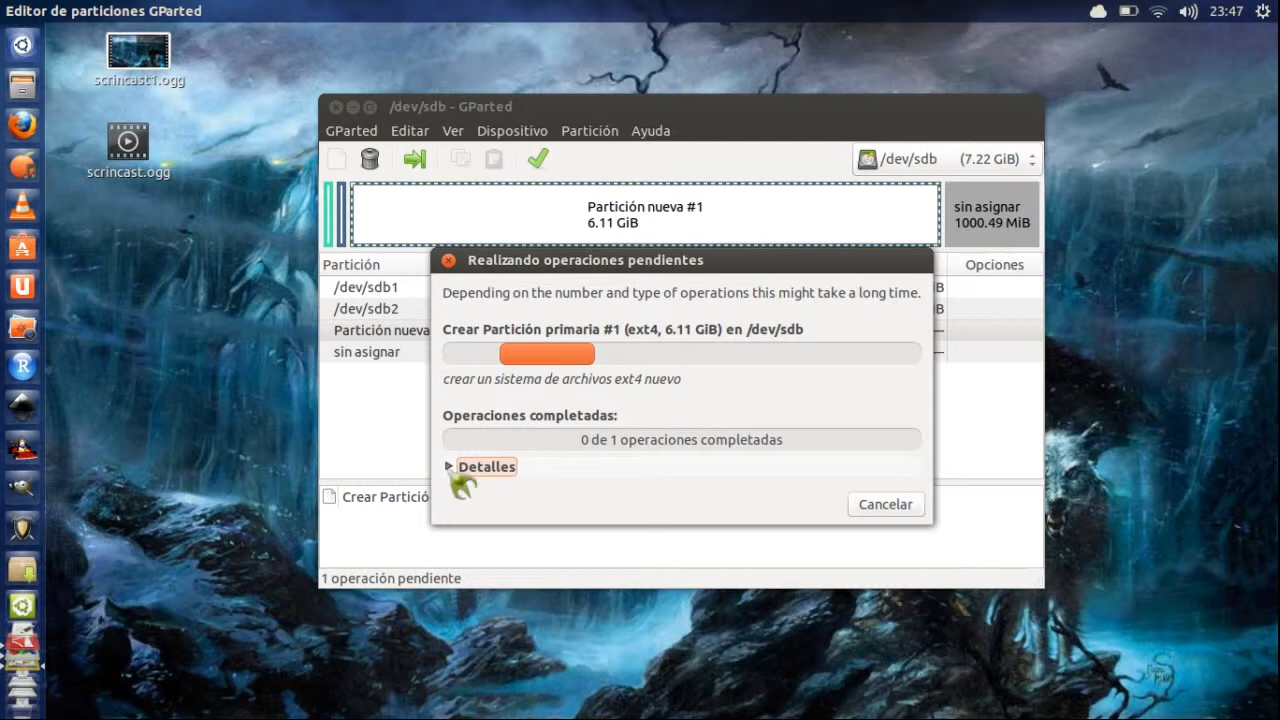 Editor de particiones GParted
23:47
scrincast1.ogg
scrincast.ogg
/dev/sdb - GParted
GParted Editar Ver Dispositivo Partición Ayuda
/dev/sdb (7.22 GiB)
Partición nueva #1
6.11 GiB
sin asignar
1000.49 MiB
Partición
Opciones
/dev/sdb1
B
/dev/sdb2
B
Partición nueva
sin asignar
Realizando operaciones pendientes
Depending on the number and type of operations this might take a long time.
Crear Partición primaria #1 (ext4, 6.11 GiB) en /dev/sdb
crear un sistema de archivos ext4 nuevo
Operaciones completadas:
0 de 1 operaciones completadas
Detalles
Cancelar
Crear Partició
1 operación pendiente